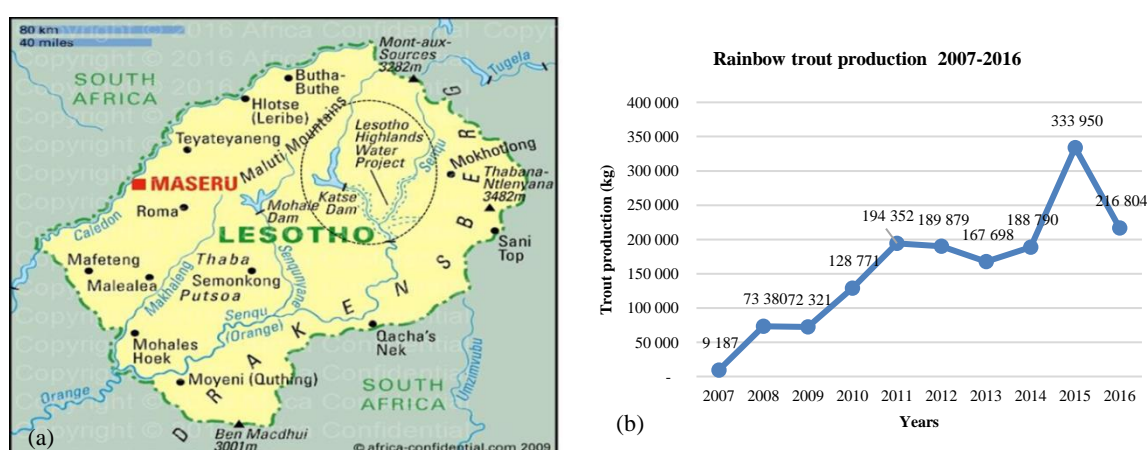 80 km
40 miles
SOUTH
AFRICA
Mont-aux-
Sources
3282m
Tugela
Butha-
Buthe
Hlotse
(Leribe)
Teyateyaneng
Maluti Mountains
Lesotho
Highlands
Water
Project
Senqu
Mokhotlong
Thabana-
Ntlenyana
3482m
MASERU
Roma
Mohale
Dam
Katse
Dam
Caledon
LESOTHO
Sani
Top
Mafeteng
Malealea
Makhaleng
Thaba
Semonkong
Putsoa
Senqunyane
Senqu
(Orange)
Mohales
Hoek
Qacha's
Nek
Moyeni (Quthing)
Orange
SOUTH
AFRICA
Umzimvubu
DRAKENSBERG
Ben Macdhui
3001m
(a)
© africa-confidential.com 2009
Rainbow trout production 2007-2016
Trout production (kg)
400 000
350 000
300 000
250 000
200 000
150 000
100 000
50 000
-
9 187
73 380
72 321
128 771
194 352
189 879
167 698
188 790
333 950
216 804
2007 2008 2009 2010 2011 2012 2013 2014 2015 2016
Years
(b)